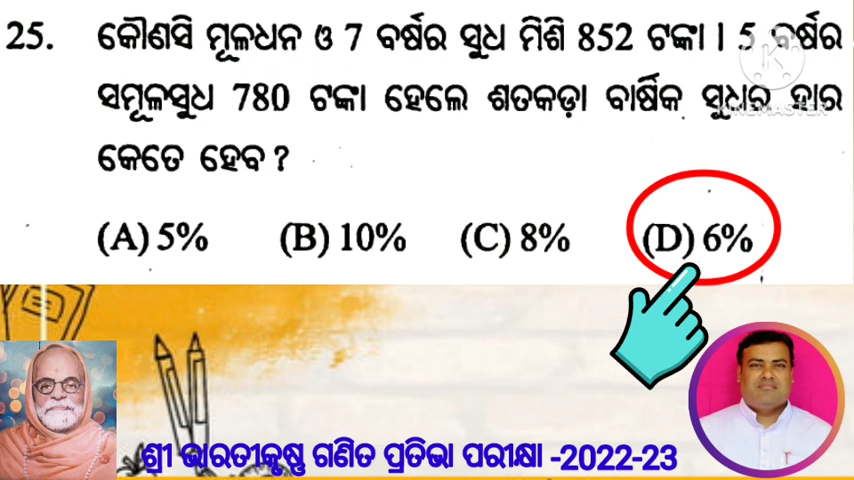 25. କୌଣସି ମୂଳଧନ ଓ 7 ବର୍ଷର ସୁଧ ମିଶି 852 ଟଙ୍କା । 5 ବର୍ଷର
ସମୂଳସୁଧ 780 ଟଙ୍କା ହେଲେ ଶତକଡ଼ା ବାର୍ଷିକ ସୁଧର ହାର
KINEMASTER
କେତେ ହେବ ?
(A) 5% (B) 10% (C) 8% (D) 6%
ଶ୍ରୀ ଭାରତୀକୃଷ୍ଣ ଗଣିତ ପ୍ରତିଭା ପରୀକ୍ଷା -2022-23